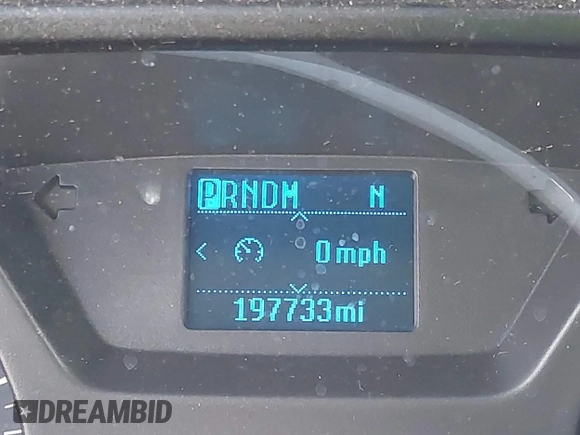 PRNDM N
0mph
197733mi
DREAMBID